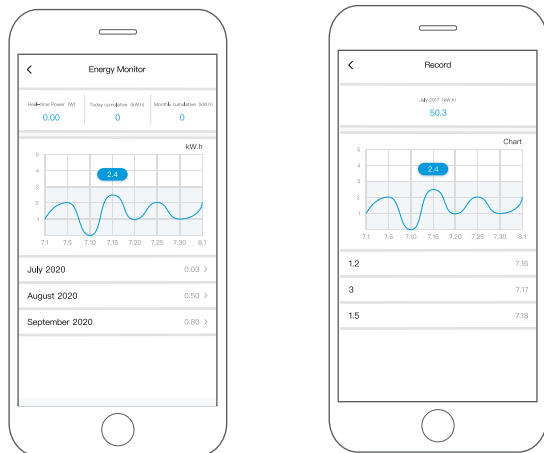 Energy Monitor
Real-time Power (W) Today cumulative (kW.h) Monthly cumulative (kW.h)
0.00 0 0
kW.h
5
4
3
2
1
2.4
7.1 7.5 7.10 7.15 7.20 7.25 7.30 8.1
July 2020 0.03
August 2020 0.50
September 2020 0.80
Record
July 2017 (kW.h)
50.3
Chart
5
4
3
2
1
2.4
7.1 7.5 7.10 7.15 7.20 7.25 7.30 8.1
1.2 7.16
3 7.17
1.5 7.18